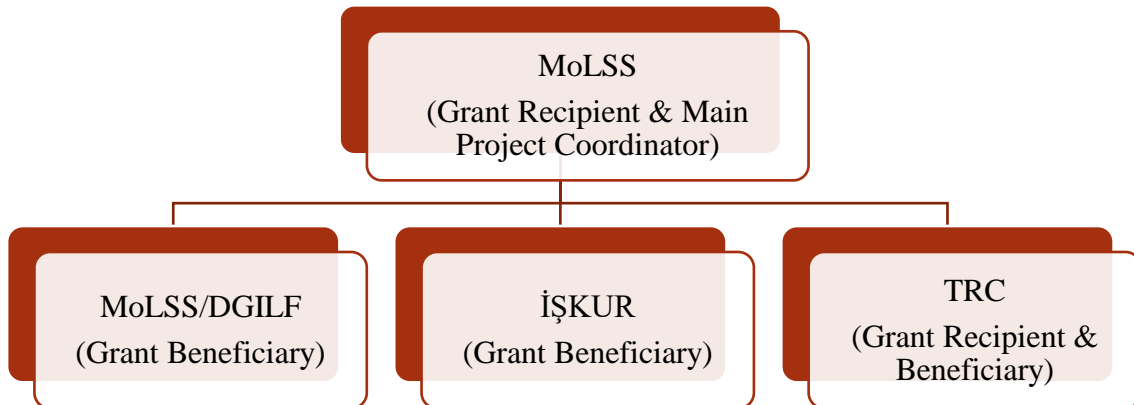 MoLSS
(Grant Recipient & Main
Project Coordinator)
MoLSS/DGILF
(Grant Beneficiary)
İŞKUR
(Grant Beneficiary)
TRC
(Grant Recipient &
Beneficiary)